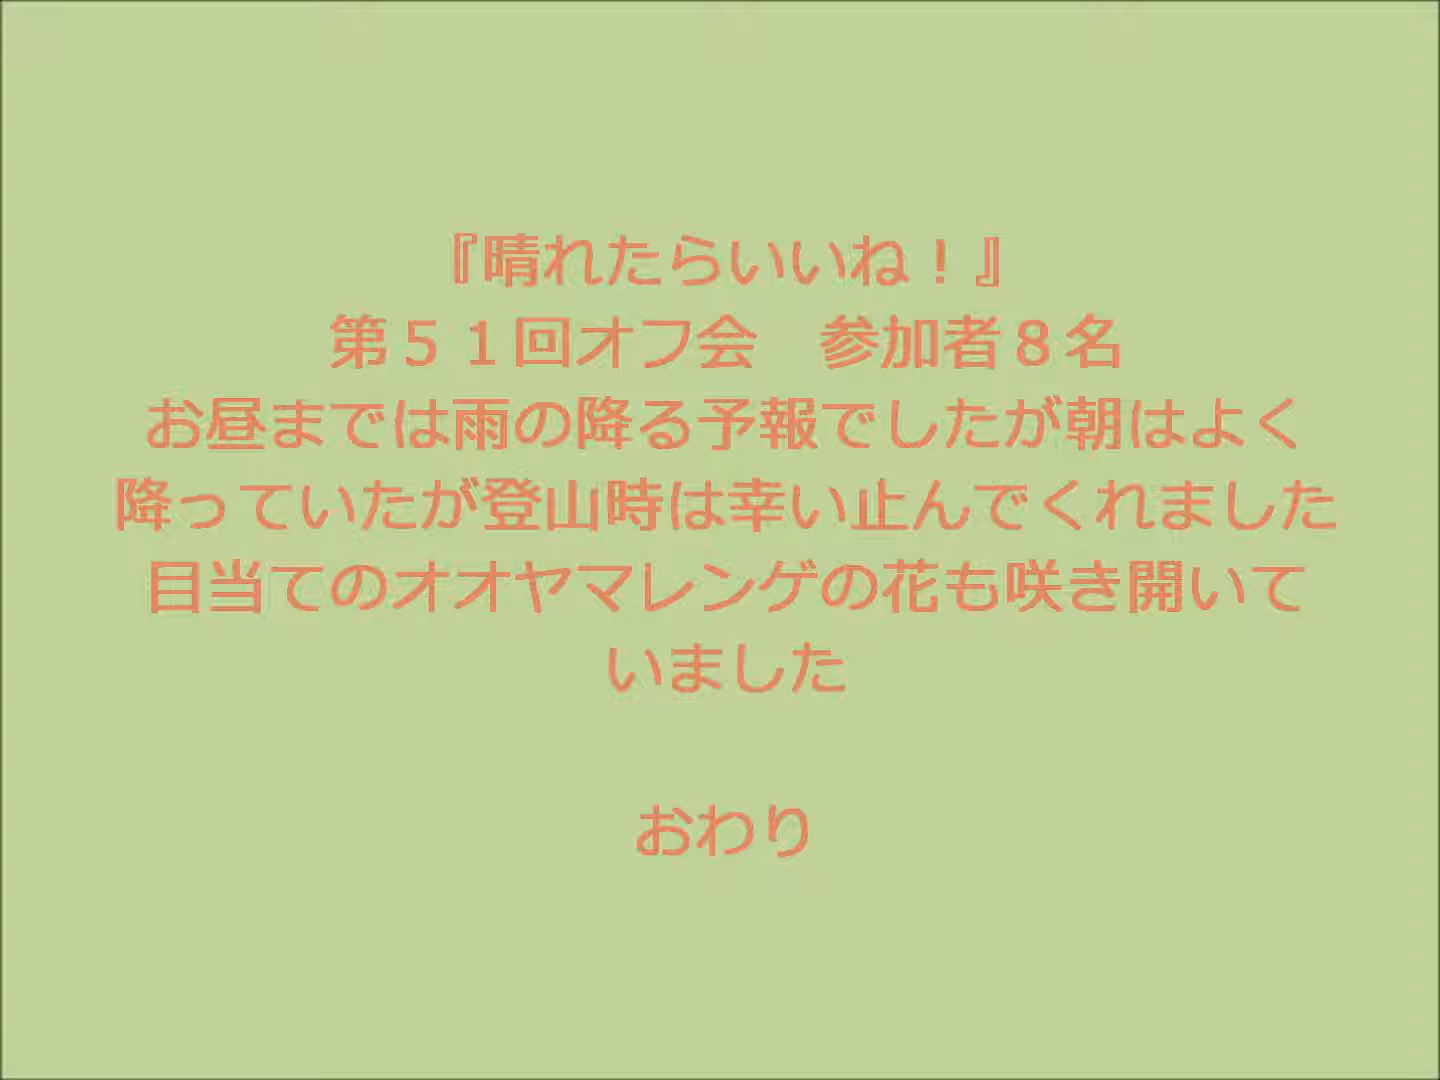 『晴れたらいいね！』
第５１回オフ会　参加者８名
お昼までは雨の降る予報でしたが朝はよく
降っていたが登山時は幸い止んでくれました
目当てのオオヤマレンゲの花も咲き開いて
いました
おわり